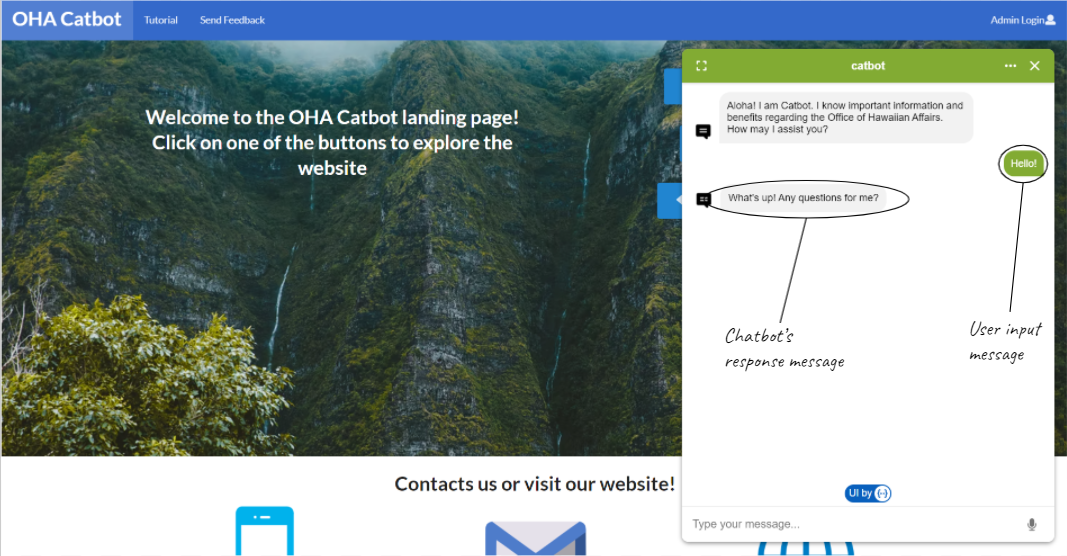 OHA Catbot
Tutorial
Send Feedback
Admin Login
Welcome to the OHA Catbot landing page!
Click on one of the buttons to explore the
website
catbot
Aloha! I am Catbot. I know important information and
benefits regarding the Office of Hawaiian Affairs.
How may I assist you?
Hello!
What's up! Any questions for me?
Chatbot's
response message
User input
message
UI by
Type your message...
Contacts us or visit our website!